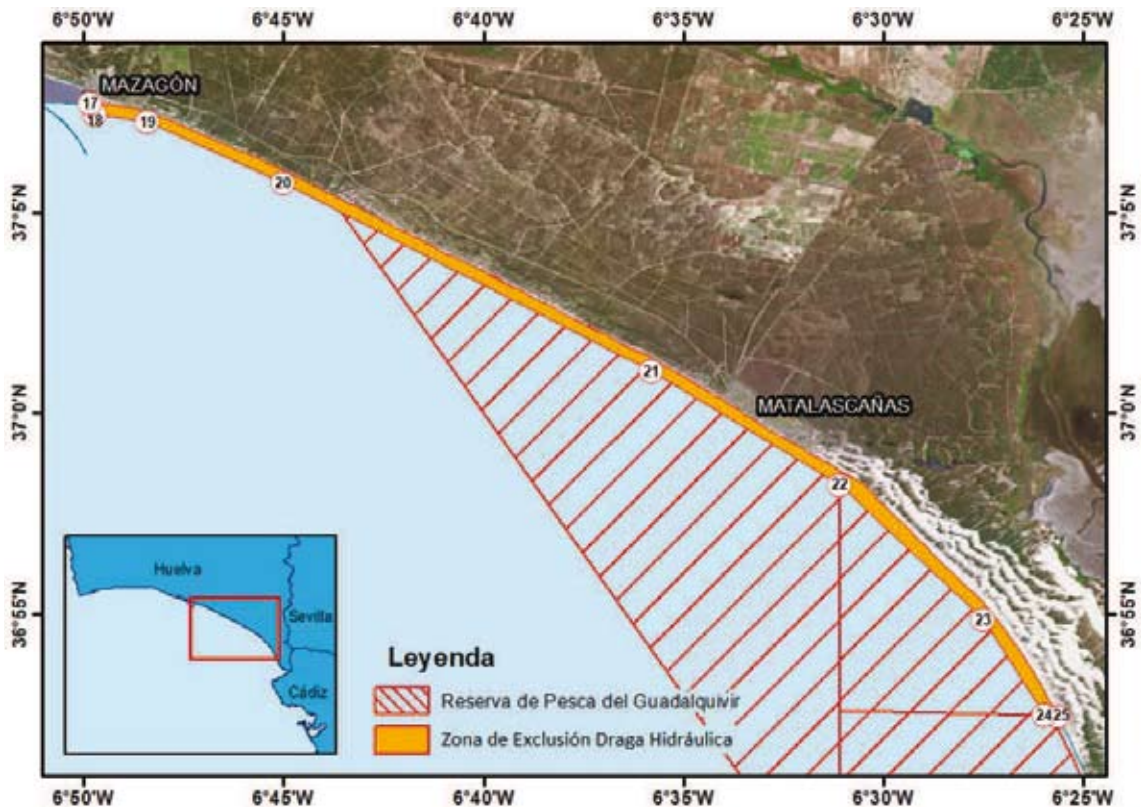 6°50'W 6°45'W 6°40'W 6°35'W 6°30'W 6°25'W
MAZAGÓN
17
18
19
20
37°5'N 37°5'N
21
MATALASCAÑAS
37°0'N 37°0'N
22
Huelva
Sevilla
Cádiz
36°55'N 36°55'N
23
Leyenda
Reserva de Pesca del Guadalquivir
Zona de Exclusión Draga Hidráulica
24 25
6°50'W 6°45'W 6°40'W 6°35'W 6°30'W 6°25'W